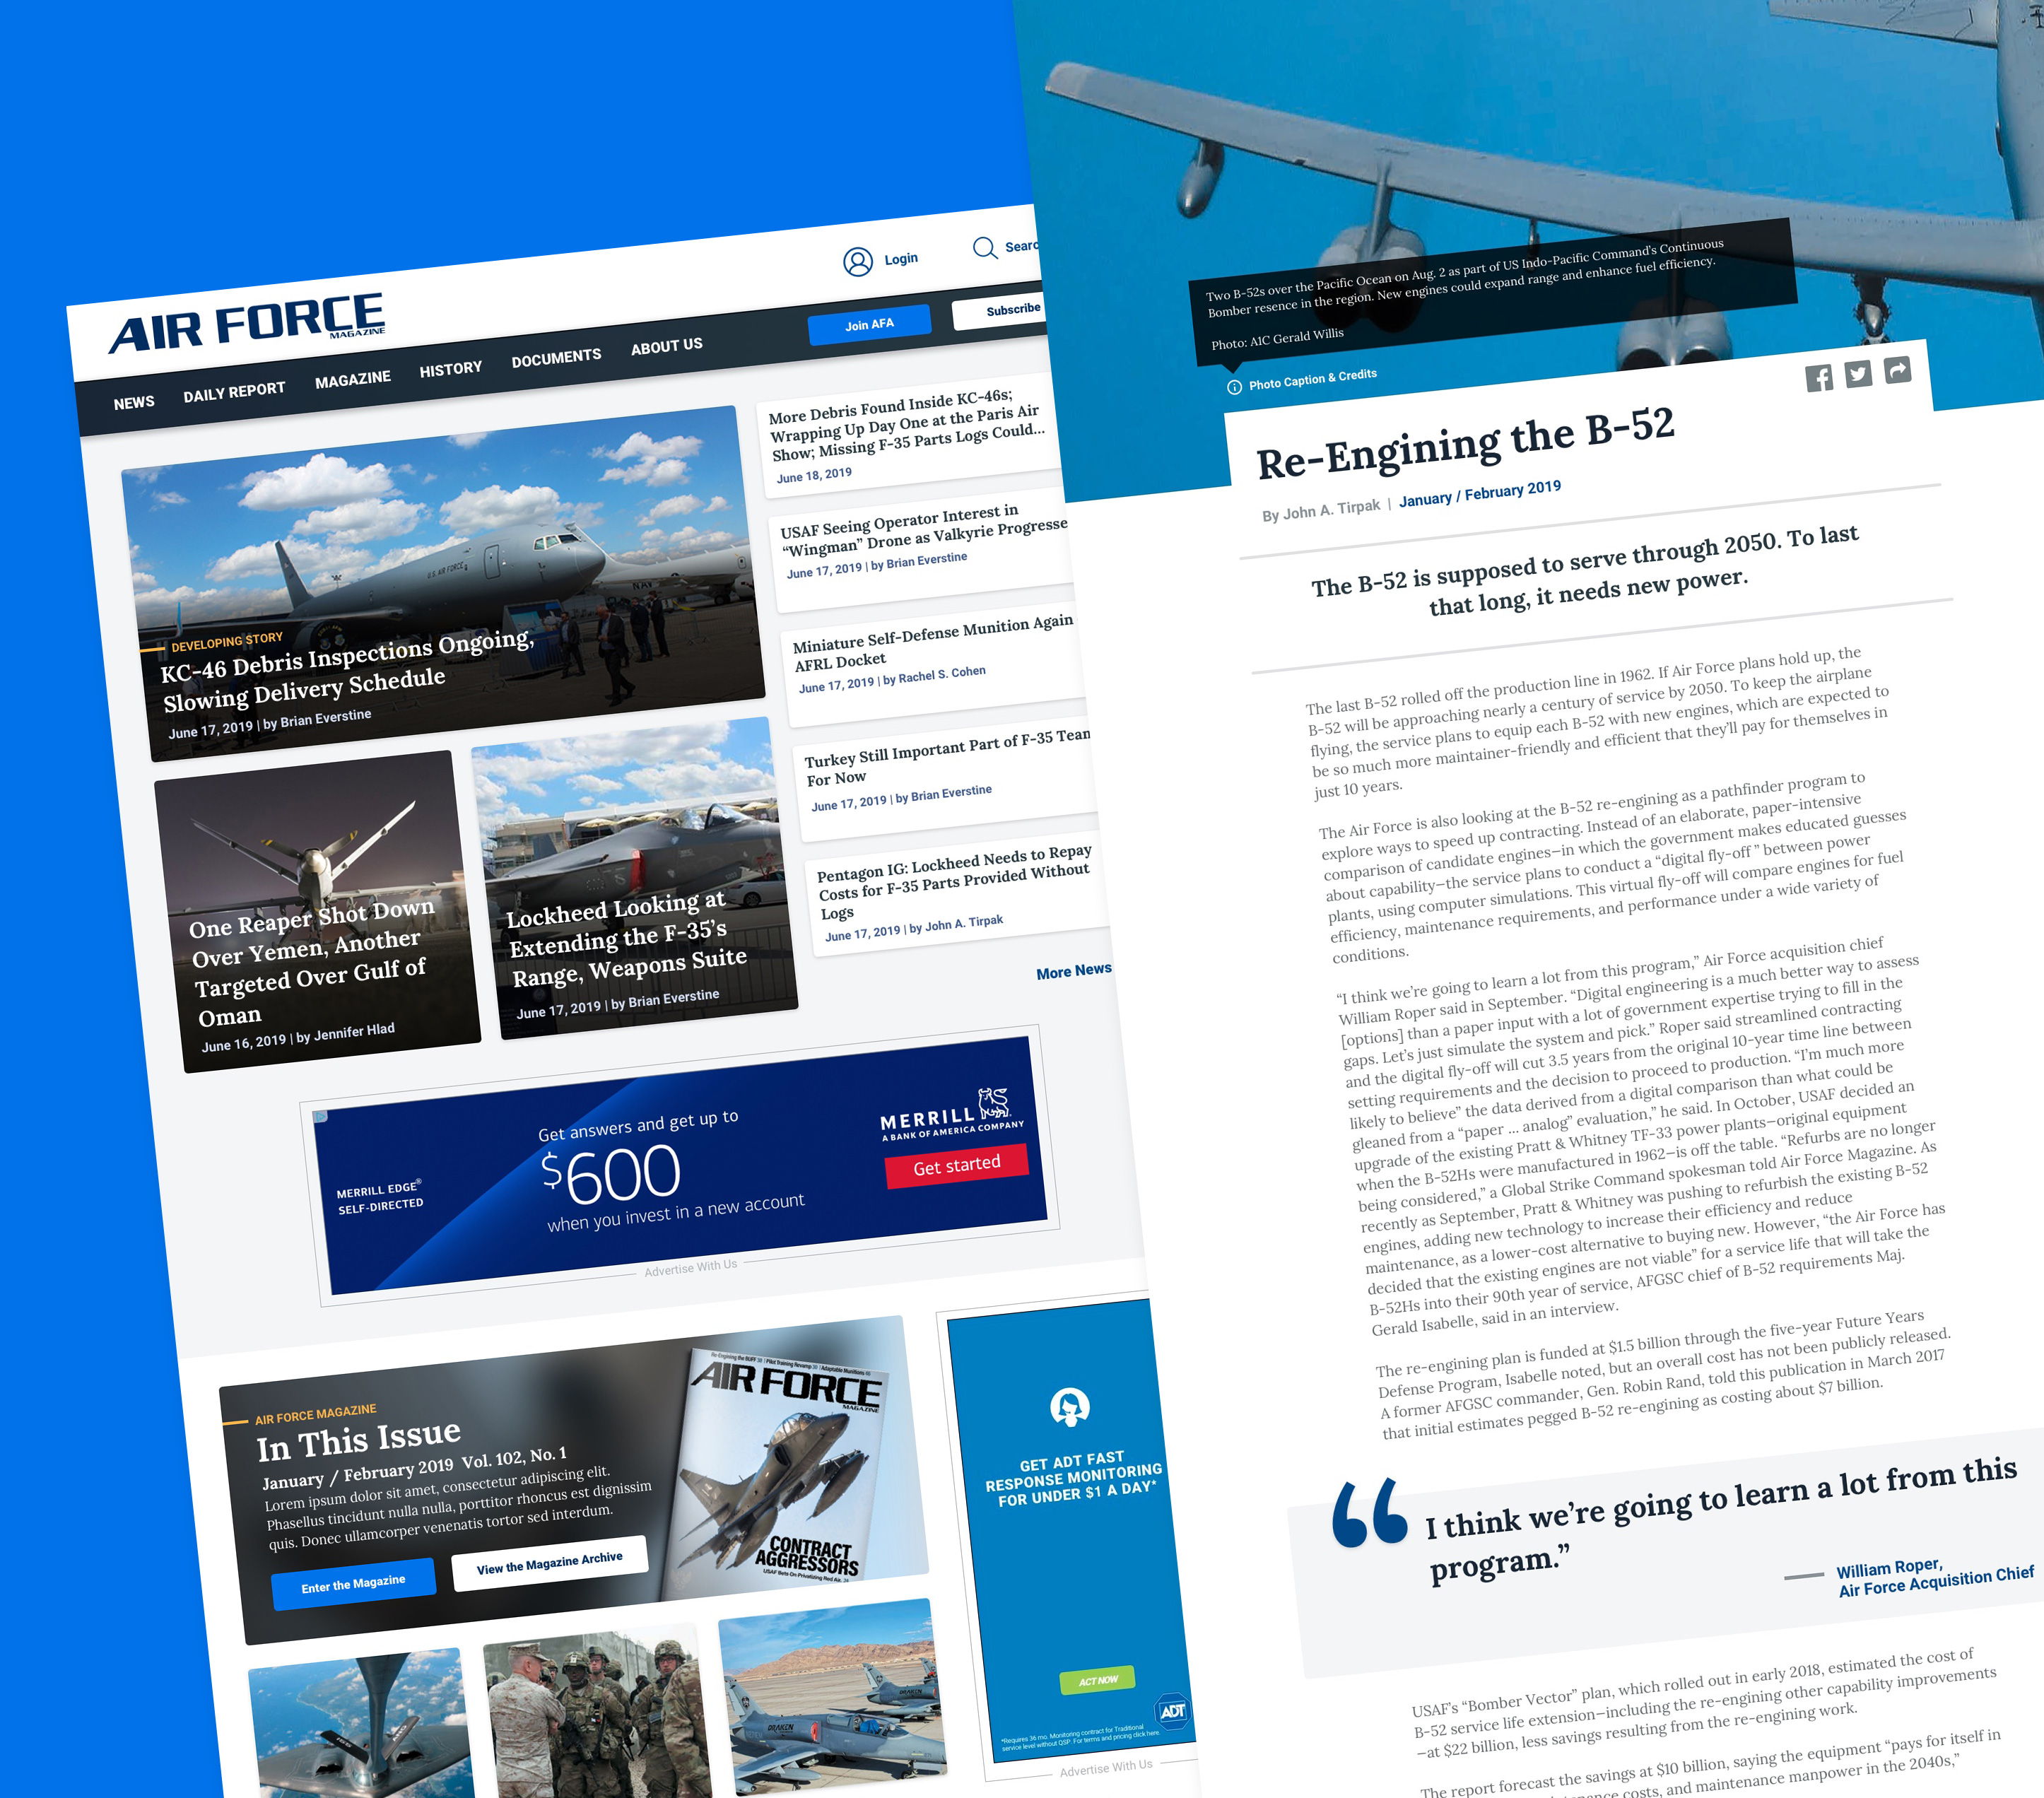 Login
Searc
AIR FORCE
MAGAZINE
Join AFA
Subscribe
NEWS
DAILY REPORT
MAGAZINE
HISTORY
DOCUMENTS
ABOUT US
U.S. AIR FORCE
DEVELOPING STORY
KC-46 Debris Inspections Ongoing,
Slowing Delivery Schedule
June 17, 2019 | by Brian Everstine
One Reaper Shot Down
Over Yemen, Another
Targeted Over Gulf of
Oman
June 16, 2019 | by Jennifer Hlad
Lockheed Looking at
Extending the F-35's
Range, Weapons Suite
June 17, 2019 | by Brian Everstine
More Debris Found Inside KC-46s;
Wrapping Up Day One at the Paris Air
Show; Missing F-35 Parts Logs Could...
June 18, 2019
USAF Seeing Operator Interest in
“Wingman” Drone as Valkyrie Progresse
June 17, 2019 | by Brian Everstine
Miniature Self-Defense Munition Again
AFRL Docket
June 17, 2019 | by Rachel S. Cohen
Turkey Still Important Part of F-35 Team
For Now
June 17, 2019 | by Brian Everstine
Pentagon IG: Lockheed Needs to Repay
Costs for F-35 Parts Provided Without
Logs
June 17, 2019 | by John A. Tirpak
More News
MERRILL EDGE®
SELF-DIRECTED
Get answers and get up to
$600
when you invest in a new account
MERRILL
A BANK OF AMERICA COMPANY
Get started
Advertise With Us
AIR FORCE MAGAZINE
In This Issue
January / February 2019 Vol. 102, No. 1
Lorem ipsum dolor sit amet, consectetur adipiscing elit.
Phasellus tincidunt nulla nulla, porttitor rhoncus est dignissim
quis. Donec ullamcorper venenatis tortor sed interdum.
Enter the Magazine
View the Magazine Archive
Re-Engining the BUFF 38 | Pilot Training Revamp 30 | Adaptable Munitions 45
AIR FORCE
MAGAZINE
CONTRACT
AGGRESSORS
USAF Bets On Privatizing Red Air.
DRAKEN
DRAKEN
GET ADT FAST
RESPONSE MONITORING
FOR UNDER $1 A DAY*
ACT NOW
ADT
*Requires 36 mo. Monitoring contract for Traditional
service level without QSP. For terms and pricing click here.
Advertise With Us
Two B-52s over the Pacific Ocean on Aug. 2 as part of US Indo-Pacific Command's Continuous
Bomber resence in the region. New engines could expand range and enhance fuel efficiency.
Photo: A1C Gerald Willis
Photo Caption & Credits
Re-Engining the B-52
By John A. Tirpak | January / February 2019
The B-52 is supposed to serve through 2050. To last
that long, it needs new power.
The last B-52 rolled off the production line in 1962. If Air Force plans hold up, the
B-52 will be approaching nearly a century of service by 2050. To keep the airplane
flying, the service plans to equip each B-52 with new engines, which are expected to
be so much more maintainer-friendly and efficient that they'll pay for themselves in
just 10 years.
The Air Force is also looking at the B-52 re-engining as a pathfinder program to
explore ways to speed up contracting. Instead of an elaborate, paper-intensive
comparison of candidate engines—in which the government makes educated guesses
about capability—the service plans to conduct a “digital fly-off” between power
plants, using computer simulations. This virtual fly-off will compare engines for fuel
efficiency, maintenance requirements, and performance under a wide variety of
conditions.
“I think we're going to learn a lot from this program,” Air Force acquisition chief
William Roper said in September. “Digital engineering is a much better way to assess
[options] than a paper input with a lot of government expertise trying to fill in the
gaps. Let's just simulate the system and pick.” Roper said streamlined contracting
and the digital fly-off will cut 3.5 years from the original 10-year time line between
setting requirements and the decision to proceed to production. “I'm much more
likely to believe” the data derived from a digital comparison than what could be
gleaned from a “paper ... analog” evaluation,” he said. In October, USAF decided an
upgrade of the existing Pratt & Whitney TF-33 power plants—original equipment
when the B-52Hs were manufactured in 1962—is off the table. “Refurbs are no longer
being considered,” a Global Strike Command spokesman told Air Force Magazine. As
recently as September, Pratt & Whitney was pushing to refurbish the existing B-52
engines, adding new technology to increase their efficiency and reduce
maintenance, as a lower-cost alternative to buying new. However, “the Air Force has
decided that the existing engines are not viable” for a service life that will take the
B-52Hs into their 90th year of service, AFGSC chief of B-52 requirements Maj.
Gerald Isabelle, said in an interview.
The re-engining plan is funded at $1.5 billion through the five-year Future Years
Defense Program, Isabelle noted, but an overall cost has not been publicly released.
A former AFGSC commander, Gen. Robin Rand, told this publication in March 2017
that initial estimates pegged B-52 re-engining as costing about $7 billion.
“ I think we're going to learn a lot from this
program.”
William Roper,
Air Force Acquisition Chief
USAF's “Bomber Vector” plan, which rolled out in early 2018, estimated the cost of
B-52 service life extension—including the re-engining other capability improvements
—at $22 billion, less savings resulting from the re-engining work.
The report forecast the savings at $10 billion, saying the equipment “pays for itself in
costs, and maintenance manpower in the 2040s,”